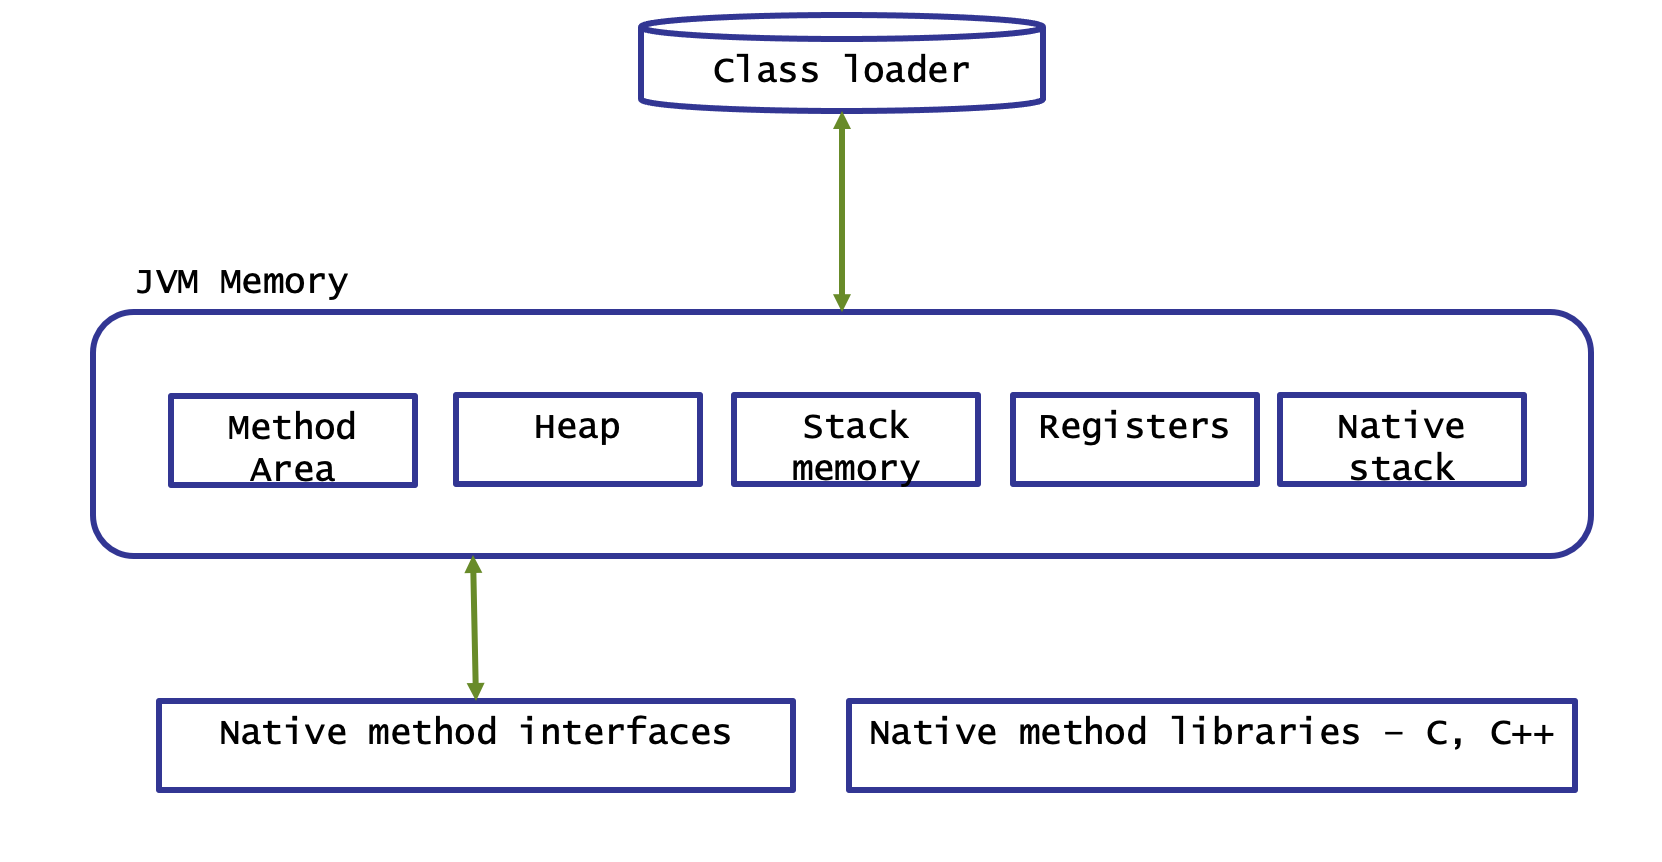 Class loader
JVM Memory
Method
Area
Heap
Stack
memory
Registers
Native
stack
Native method interfaces
Native method libraries – C, C++